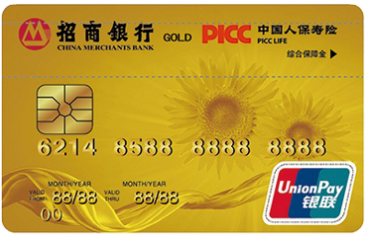 招商银行 GOLD PICC 中国人保寿险
CHINA MERCHANTS BANK PICC LIFE
综合保障金
6214 8588 8888 8888
MONTH/YEAR MONTH/YEAR
VALID FROM 88/88 VALID THRU 88/88
00
UnionPay
银联